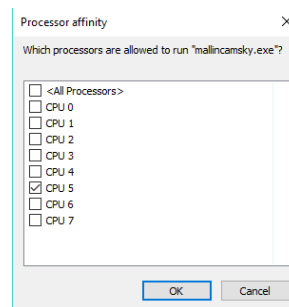 Processor affinity
Which processors are allowed to run "mallincamsky.exe"?
<All Processors>
CPU 0
CPU 1
CPU 2
CPU 3
CPU 4
CPU 5
CPU 6
CPU 7
OK
Cancel